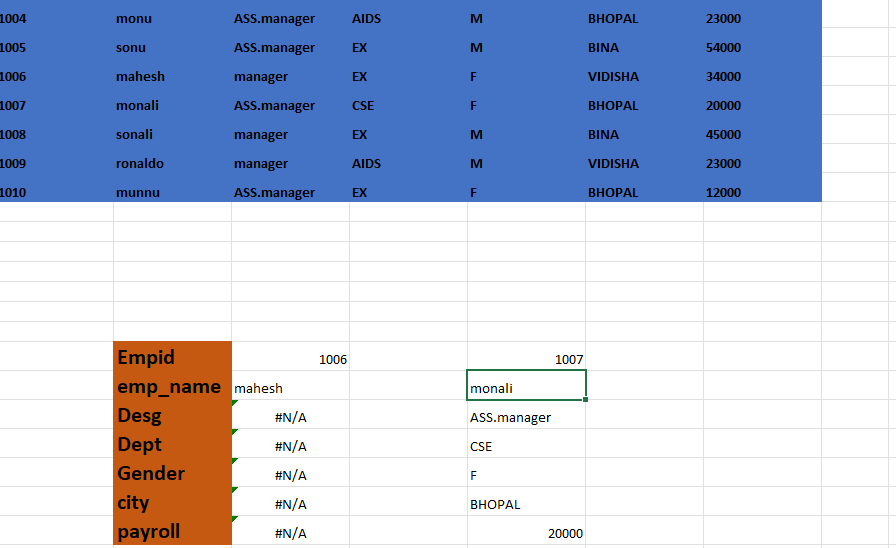 1004 monu ASS.manager AIDS M BHOPAL 23000
1005 sonu ASS.manager EX M BINA 54000
1006 mahesh manager EX F VIDISHA 34000
1007 monali ASS.manager CSE F BHOPAL 20000
1008 sonali manager EX M BINA 45000
1009 ronaldo manager AIDS M VIDISHA 23000
1010 munnu ASS.manager EX F BHOPAL 12000
Empid 1006 1007
emp_name mahesh monali
Desg #N/A ASS.manager
Dept #N/A CSE
Gender #N/A F
city #N/A BHOPAL
payroll #N/A 20000